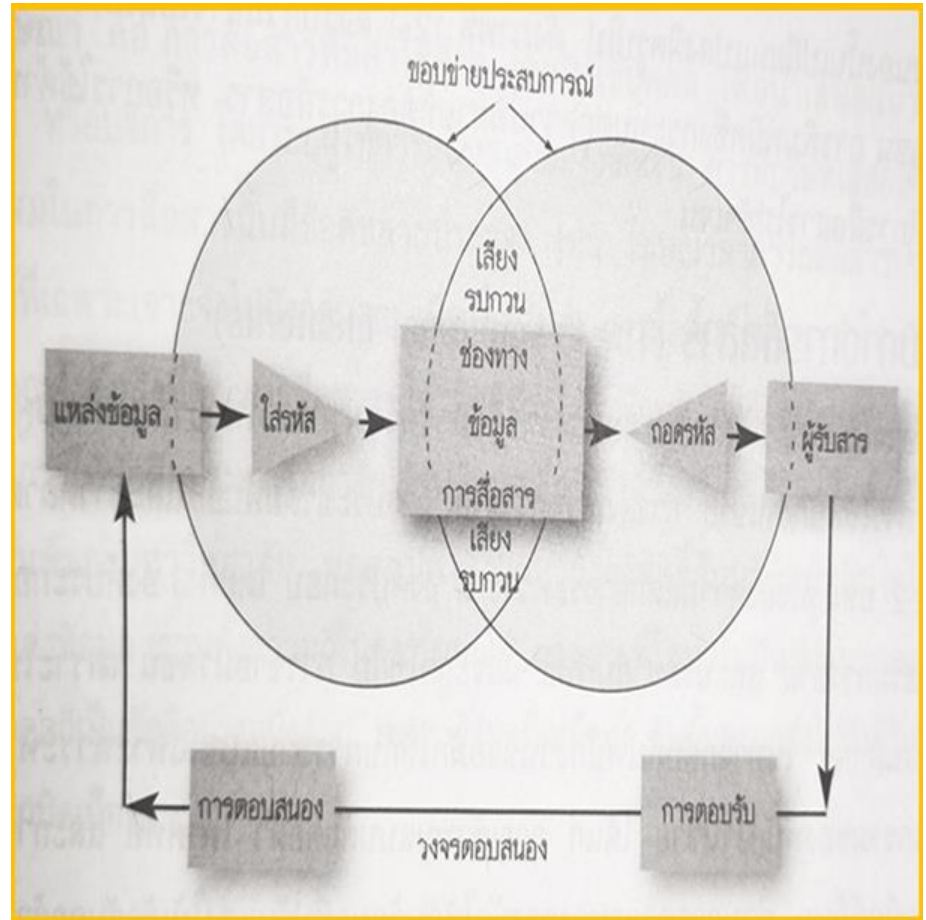 ขอบข่ายประสบการณ์
เสียง
รบกวน
ช่องทาง
แหล่งข้อมูล
ใส่รหัส
ข้อมูล
ถอดรหัส
ผู้รับสาร
การสื่อสาร
เสียง
รบกวน
การตอบสนอง
การตอบรับ
วงจรตอบสนอง